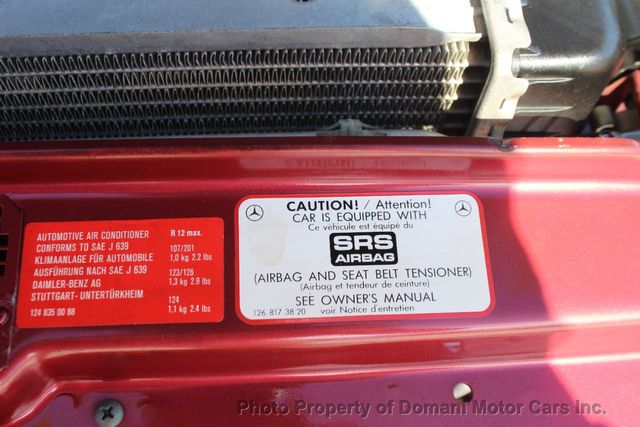 AUTOMOTIVE AIR CONDITIONER R 12 max.
CONFORMS TO SAE J 639 107/201
KLIMAANLAGE FÜR AUTOMOBILE 1,0 kg 2.2 lbs
AUSFÜHRUNG NACH SAE J 639 123/126
DAIMLER-BENZ AG 1,3 kg 2.9 lbs
STUTTGART-UNTERTÜRKHEIM 124
124 835 00 88 1,1 kg 2.4 lbs
CAUTION! / Attention!
CAR IS EQUIPPED WITH
Ce véhicule est équipé du
SRS
AIRBAG
(AIRBAG AND SEAT BELT TENSIONER)
(Airbag et tendeur de ceinture)
SEE OWNER'S MANUAL
126 817 38 20 voir Notice d'entretien
Photo Property of Domani Motor Cars Inc.